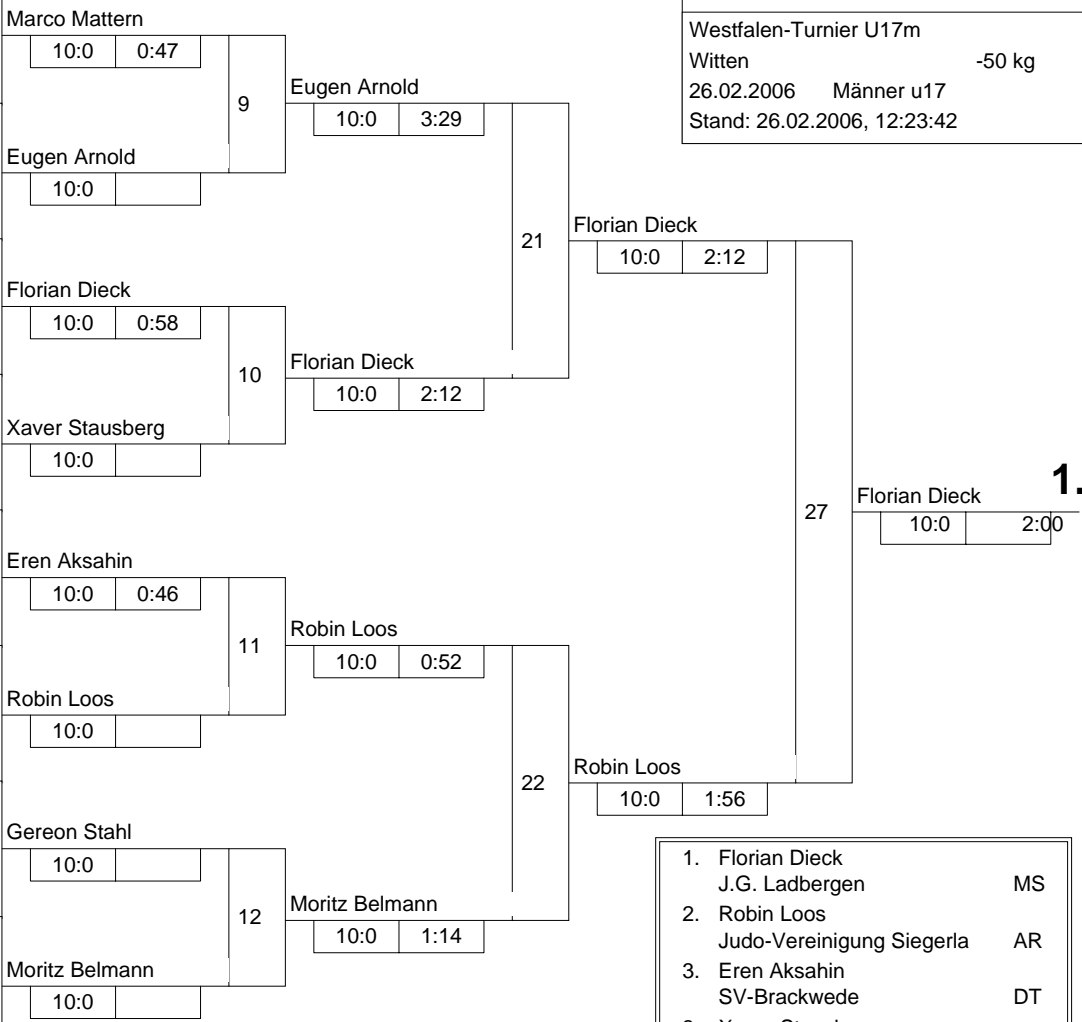 Marco Mattern
10:0 0:47
9
Eugen Arnold
10:0 3:29
Eugen Arnold
10:0
21
Florian Dieck
10:0 2:12
Florian Dieck
10:0 0:58
10
Florian Dieck
10:0 2:12
Xaver Stausberg
10:0
27
Florian Dieck 1.
10:0 2:00
Eren Aksahin
10:0 0:46
11
Robin Loos
10:0 0:52
Robin Loos
10:0
22
Robin Loos
10:0 1:56
Gereon Stahl
10:0
12
Moritz Belmann
10:0 1:14
Moritz Belmann
10:0
Westfalen-Turnier U17m
Witten -50 kg
26.02.2006 Männer u17
Stand: 26.02.2006, 12:23:42
1. Florian Dieck
J.G. Ladbergen MS
2. Robin Loos
Judo-Vereinigung Siegerla AR
3. Eren Aksahin
SV-Brackwede DT